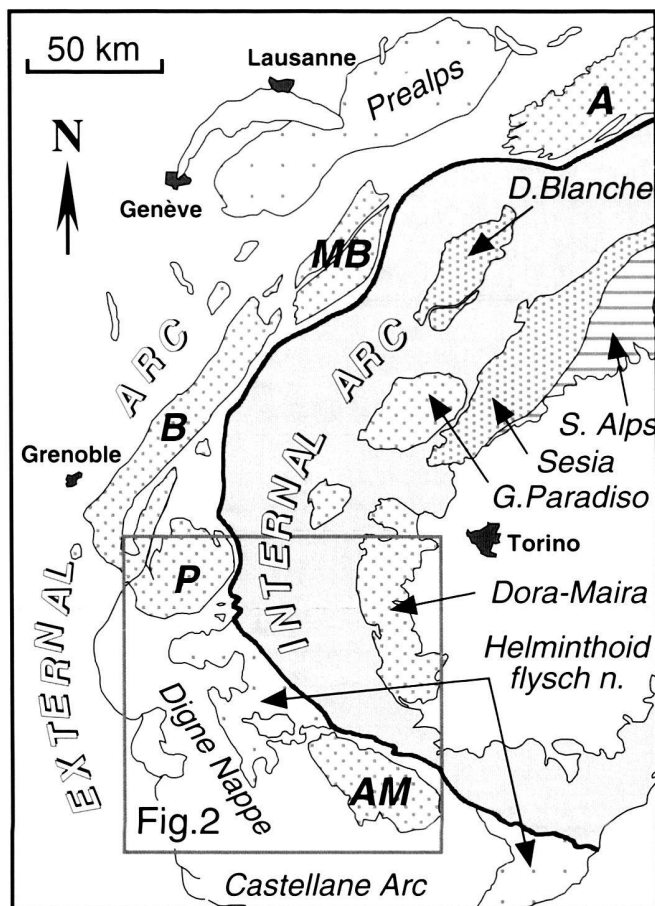 50 km
Lausanne
Prealps
A
N
Genève
D.Blanche
MB
EXTERNAL ARC
INTERNAL ARC
B
Grenoble
S. Alps
Sesia
G.Paradiso
Torino
P
Dora-Maira
Helminthoid
flysch n.
Digne Nappe
AM
Fig.2
Castellane Arc